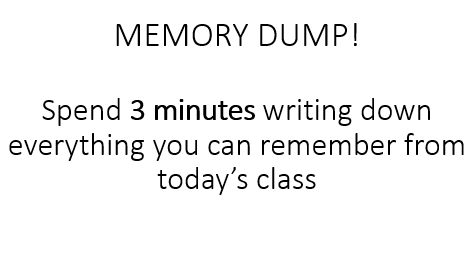 MEMORY DUMP!
Spend 3 minutes writing down
everything you can remember from
today’s class